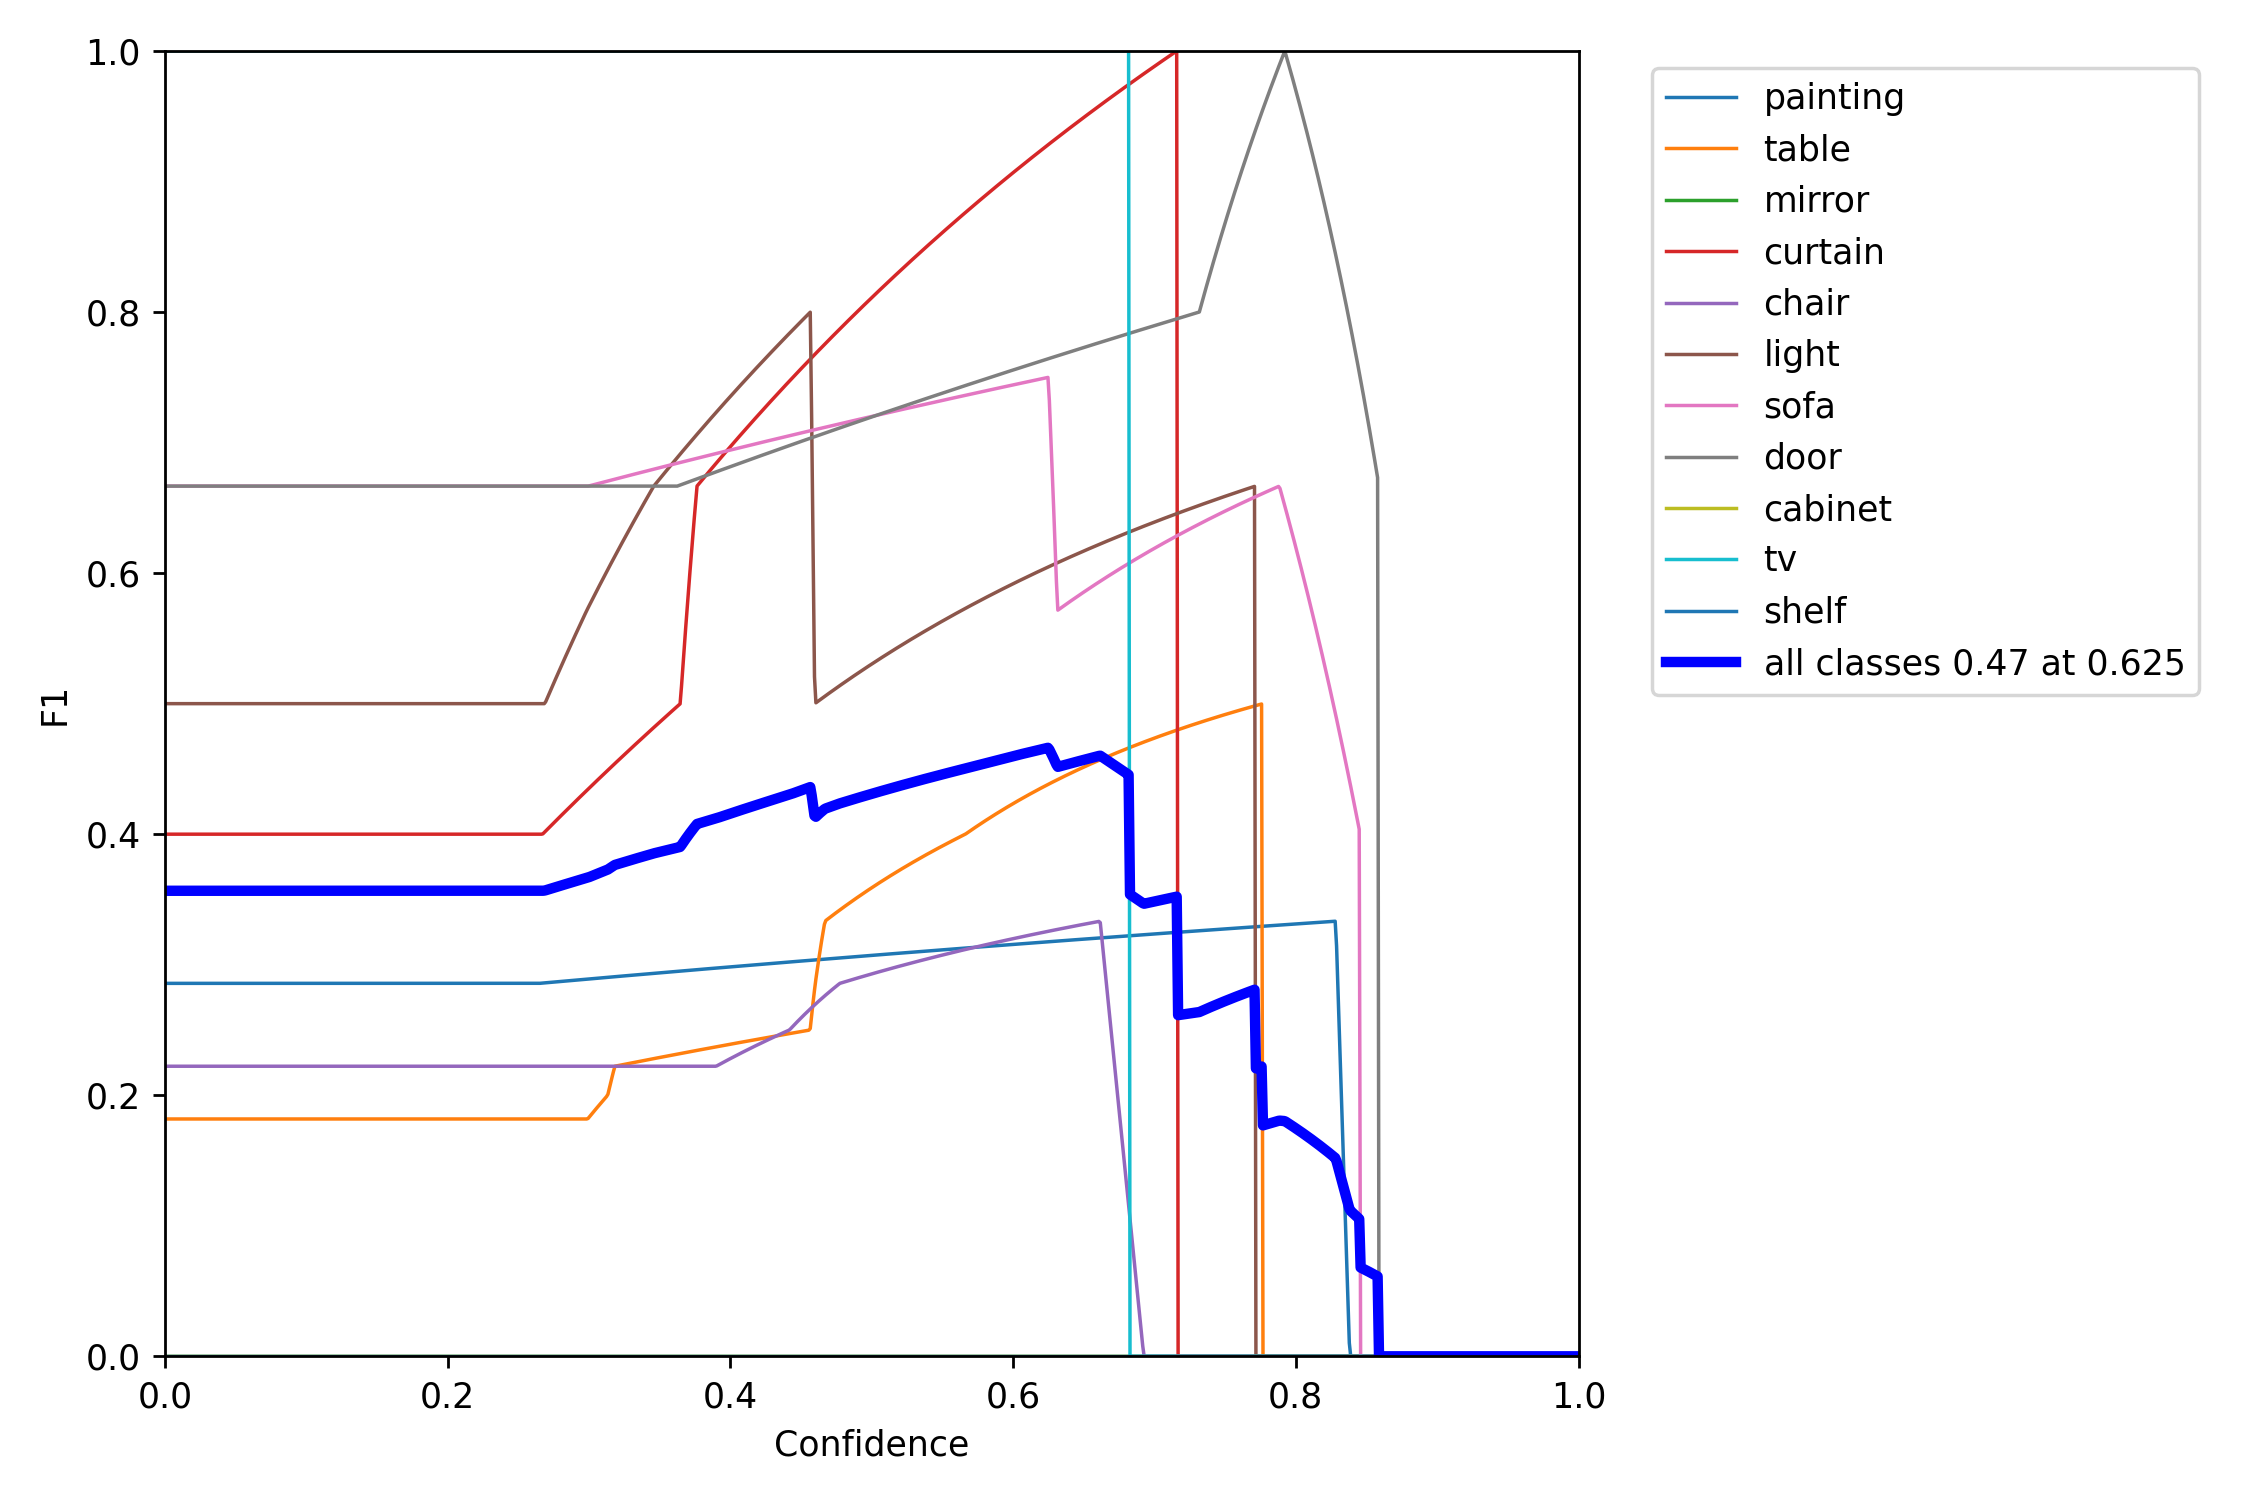 1.0
0.8
0.6
0.4
0.2
0.0
F1
0.0 0.2 0.4 0.6 0.8 1.0
Confidence
painting
table
mirror
curtain
chair
light
sofa
door
cabinet
tv
shelf
all classes 0.47 at 0.625